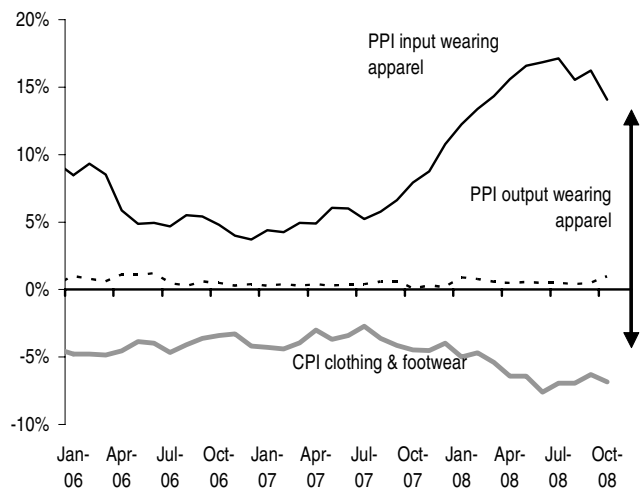 20%
PPI input wearing
apparel
15%
10%
PPI output wearing
apparel
5%
0%
CPI clothing & footwear
-5%
-10%
Jan-
06
Apr-
06
Jul-
06
Oct-
06
Jan-
07
Apr-
07
Jul-
07
Oct-
07
Jan-
08
Apr-
08
Jul-
08
Oct-
08